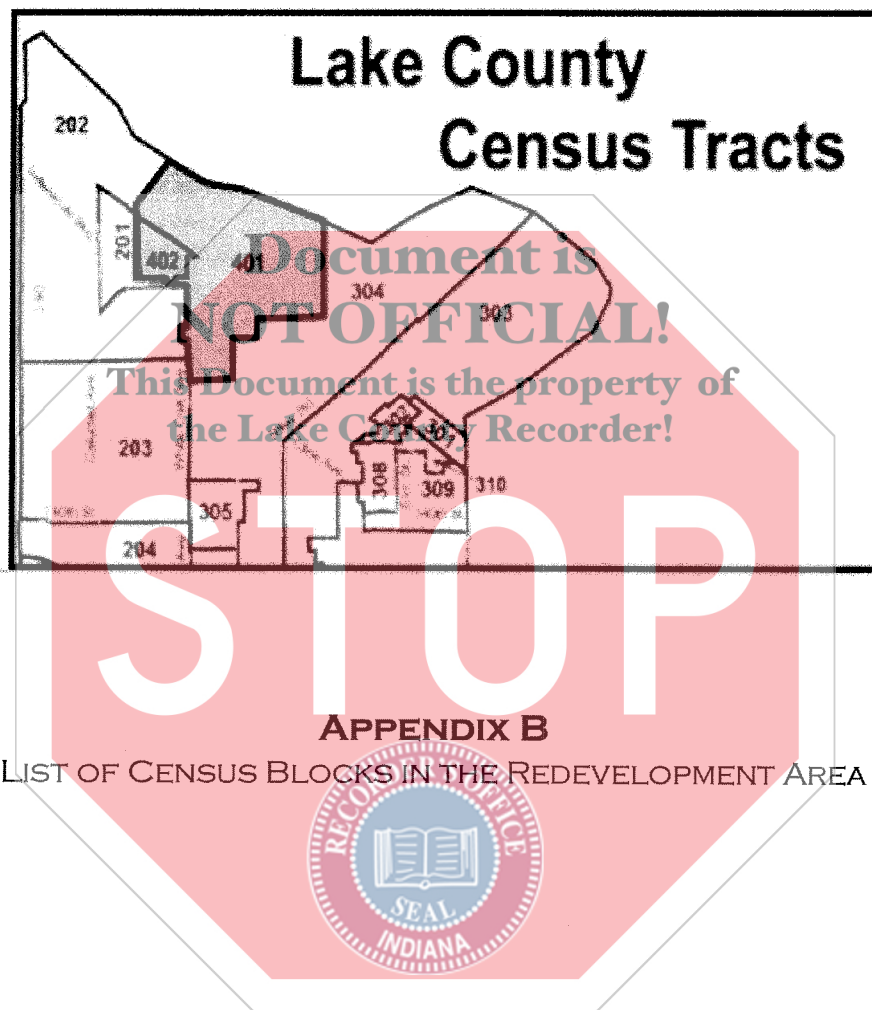 Lake County
Census Tracts
202
201
402
401
304
303
Document is
NOT OFFICIAL!
This Document is the property of
the Lake County Recorder!
203
308
309
310
305
204
STOP
APPENDIX B
LIST OF CENSUS BLOCKS IN THE REDEVELOPMENT AREA
RECORDER'S OFFICE
SEAL
INDIANA